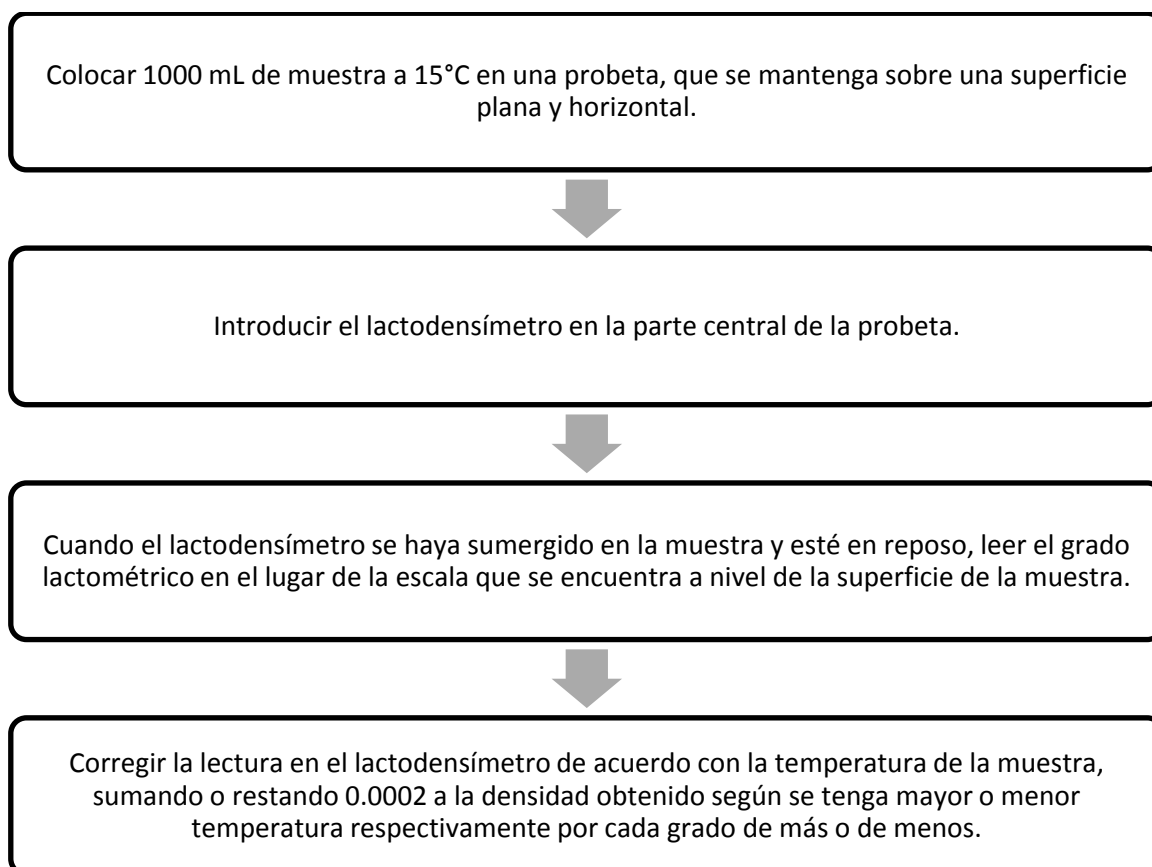 Colocar 1000 mL de muestra a 15°C en una probeta, que se mantenga sobre una superficie
plana y horizontal.
Introducir el lactodensímetro en la parte central de la probeta.
Cuando el lactodensímetro se haya sumergido en la muestra y esté en reposo, leer el grado
lactométrico en el lugar de la escala que se encuentra a nivel de la superficie de la muestra.
Corregir la lectura en el lactodensímetro de acuerdo con la temperatura de la muestra,
sumando o restando 0.0002 a la densidad obtenido según se tenga mayor o menor
temperatura respectivamente por cada grado de más o de menos.